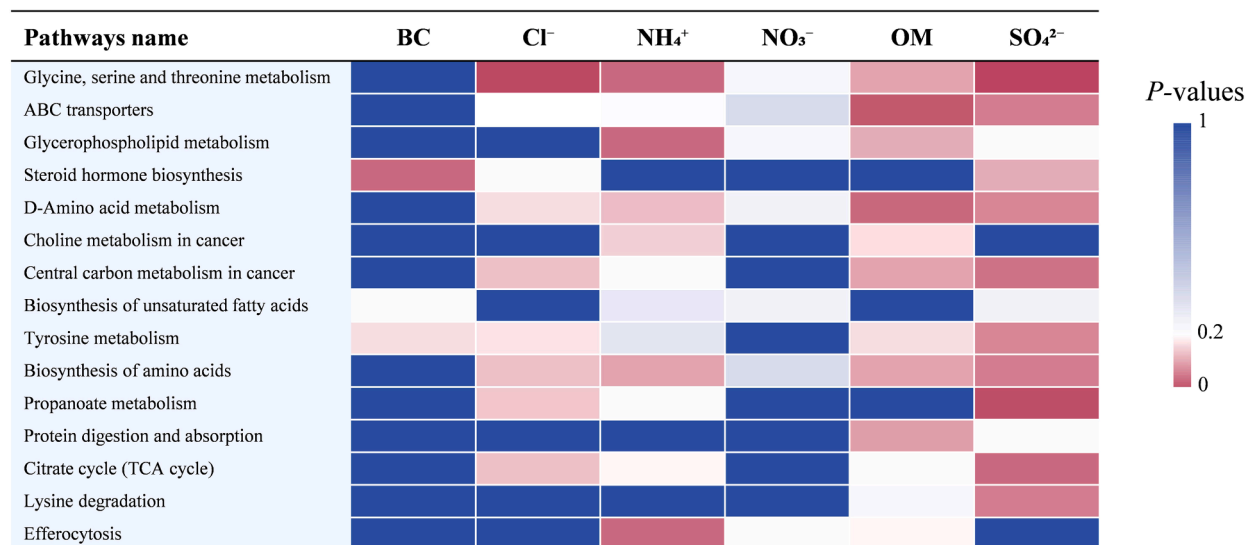 Pathways name BC Cl⁻ NH₄⁺ NO₃⁻ OM SO₄²⁻
Glycine, serine and threonine metabolism
ABC transporters
Glycerophospholipid metabolism
Steroid hormone biosynthesis
D-Amino acid metabolism
Choline metabolism in cancer
Central carbon metabolism in cancer
Biosynthesis of unsaturated fatty acids
Tyrosine metabolism
Biosynthesis of amino acids
Propanoate metabolism
Protein digestion and absorption
Citrate cycle (TCA cycle)
Lysine degradation
Efferocytosis
P-values
1
0.2
0